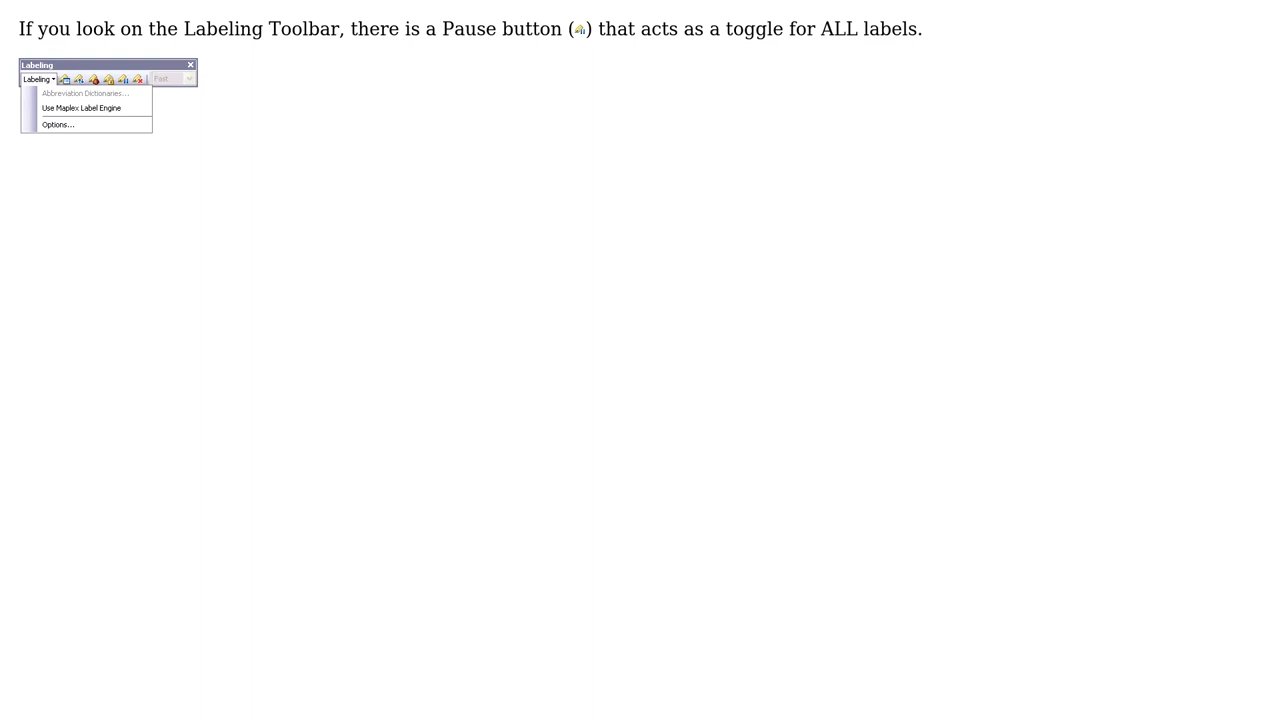 If you look on the Labeling Toolbar, there is a Pause button () that acts as a toggle for ALL labels.
Labeling
Labeling Fast
Abbreviation Dictionaries...
Use Maplex Label Engine
Options...